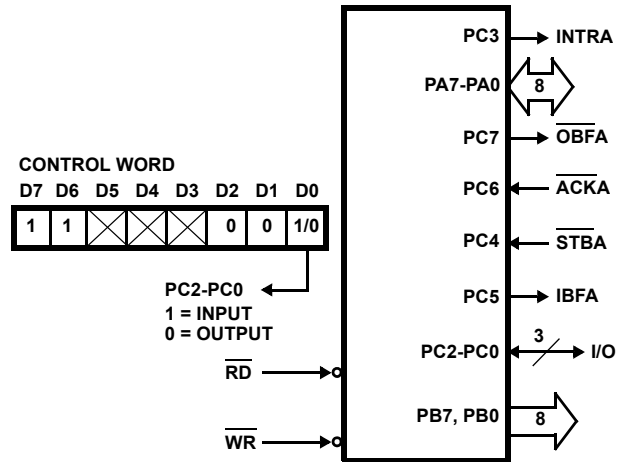 CONTROL WORD
D7 D6 D5 D4 D3 D2 D1 D0
1 1 0 0 1/0
PC2-PC0
1 = INPUT
0 = OUTPUT
RD
WR
PC3 INTRA
PA7-PA0 8
PC7 OBFA
PC6 ACKA
PC4 STBA
PC5 IBFA
3
PC2-PC0 I/O
PB7, PB0 8